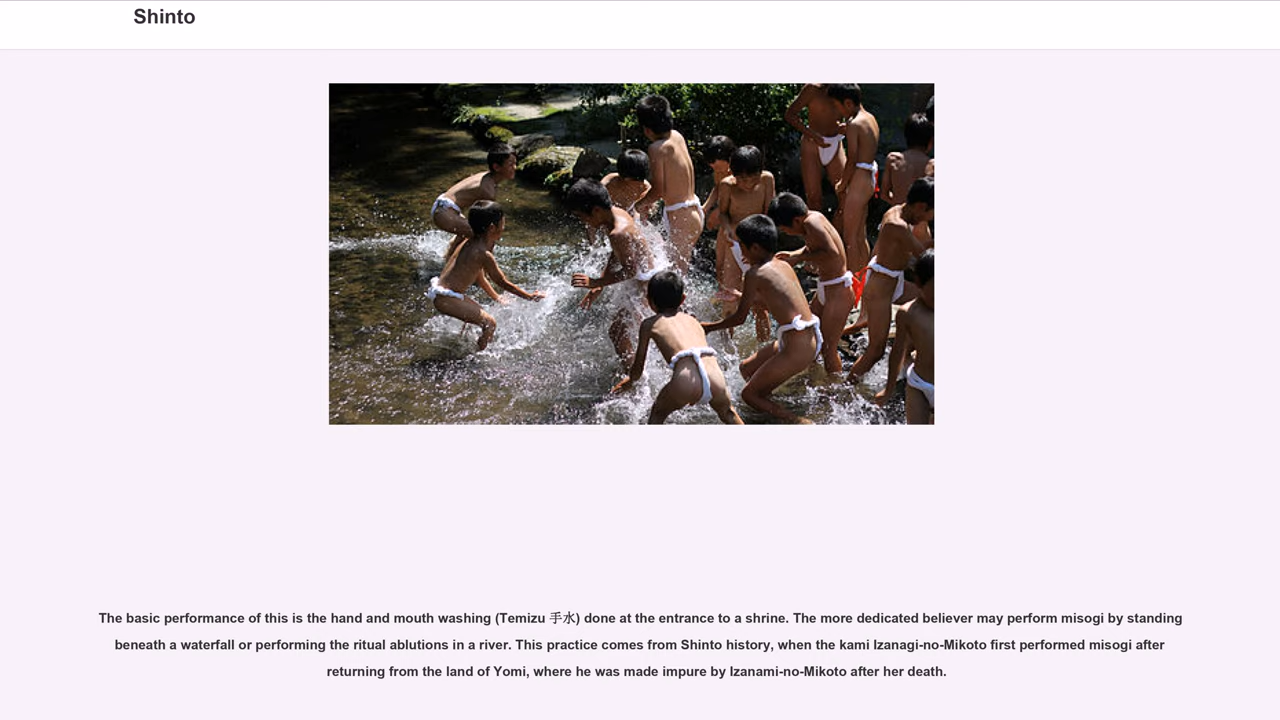 Shinto
The basic performance of this is the hand and mouth washing (Temizu 手水) done at the entrance to a shrine. The more dedicated believer may perform misogi by standing
beneath a waterfall or performing the ritual ablutions in a river. This practice comes from Shinto history, when the kami Izanagi-no-Mikoto first performed misogi after
returning from the land of Yomi, where he was made impure by Izanami-no-Mikoto after her death.